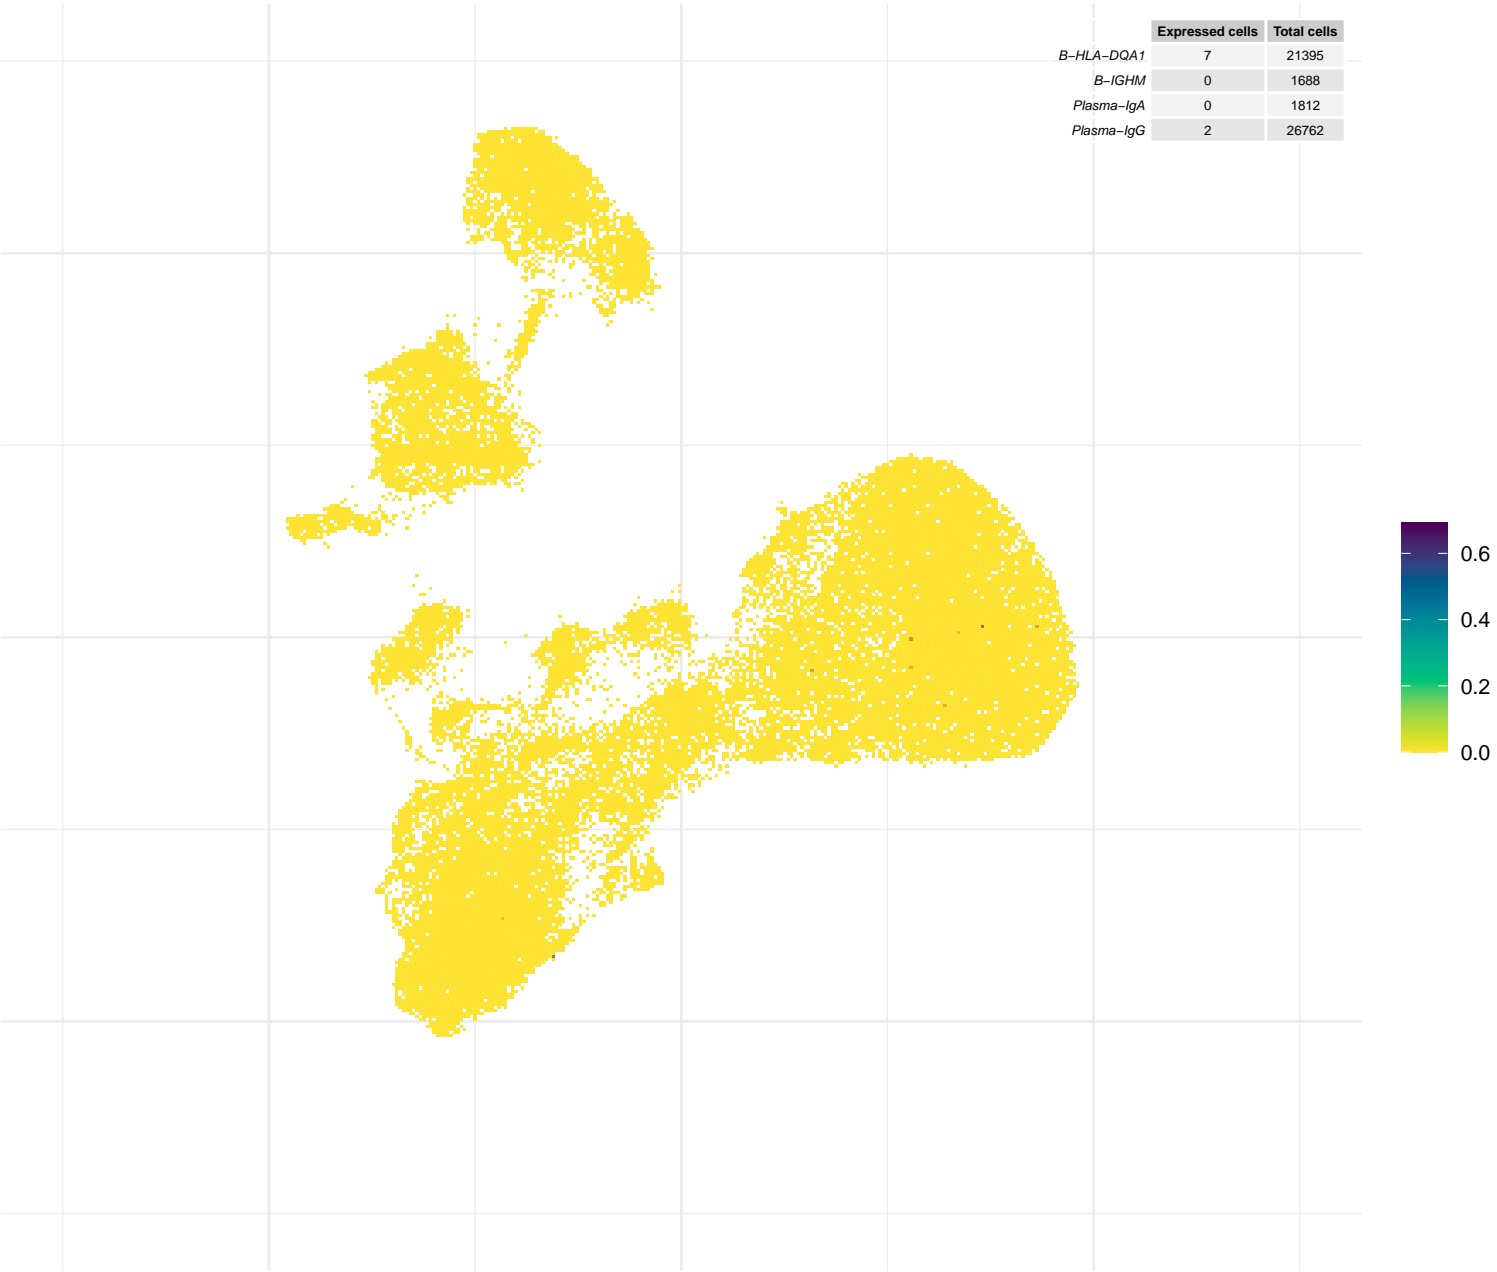 Expressed cells Total cells
B-HLA-DQA1 7 21395
B-IGHM 0 1688
Plasma-IgA 0 1812
Plasma-IgG 2 26762
0.6
0.4
0.2
0.0